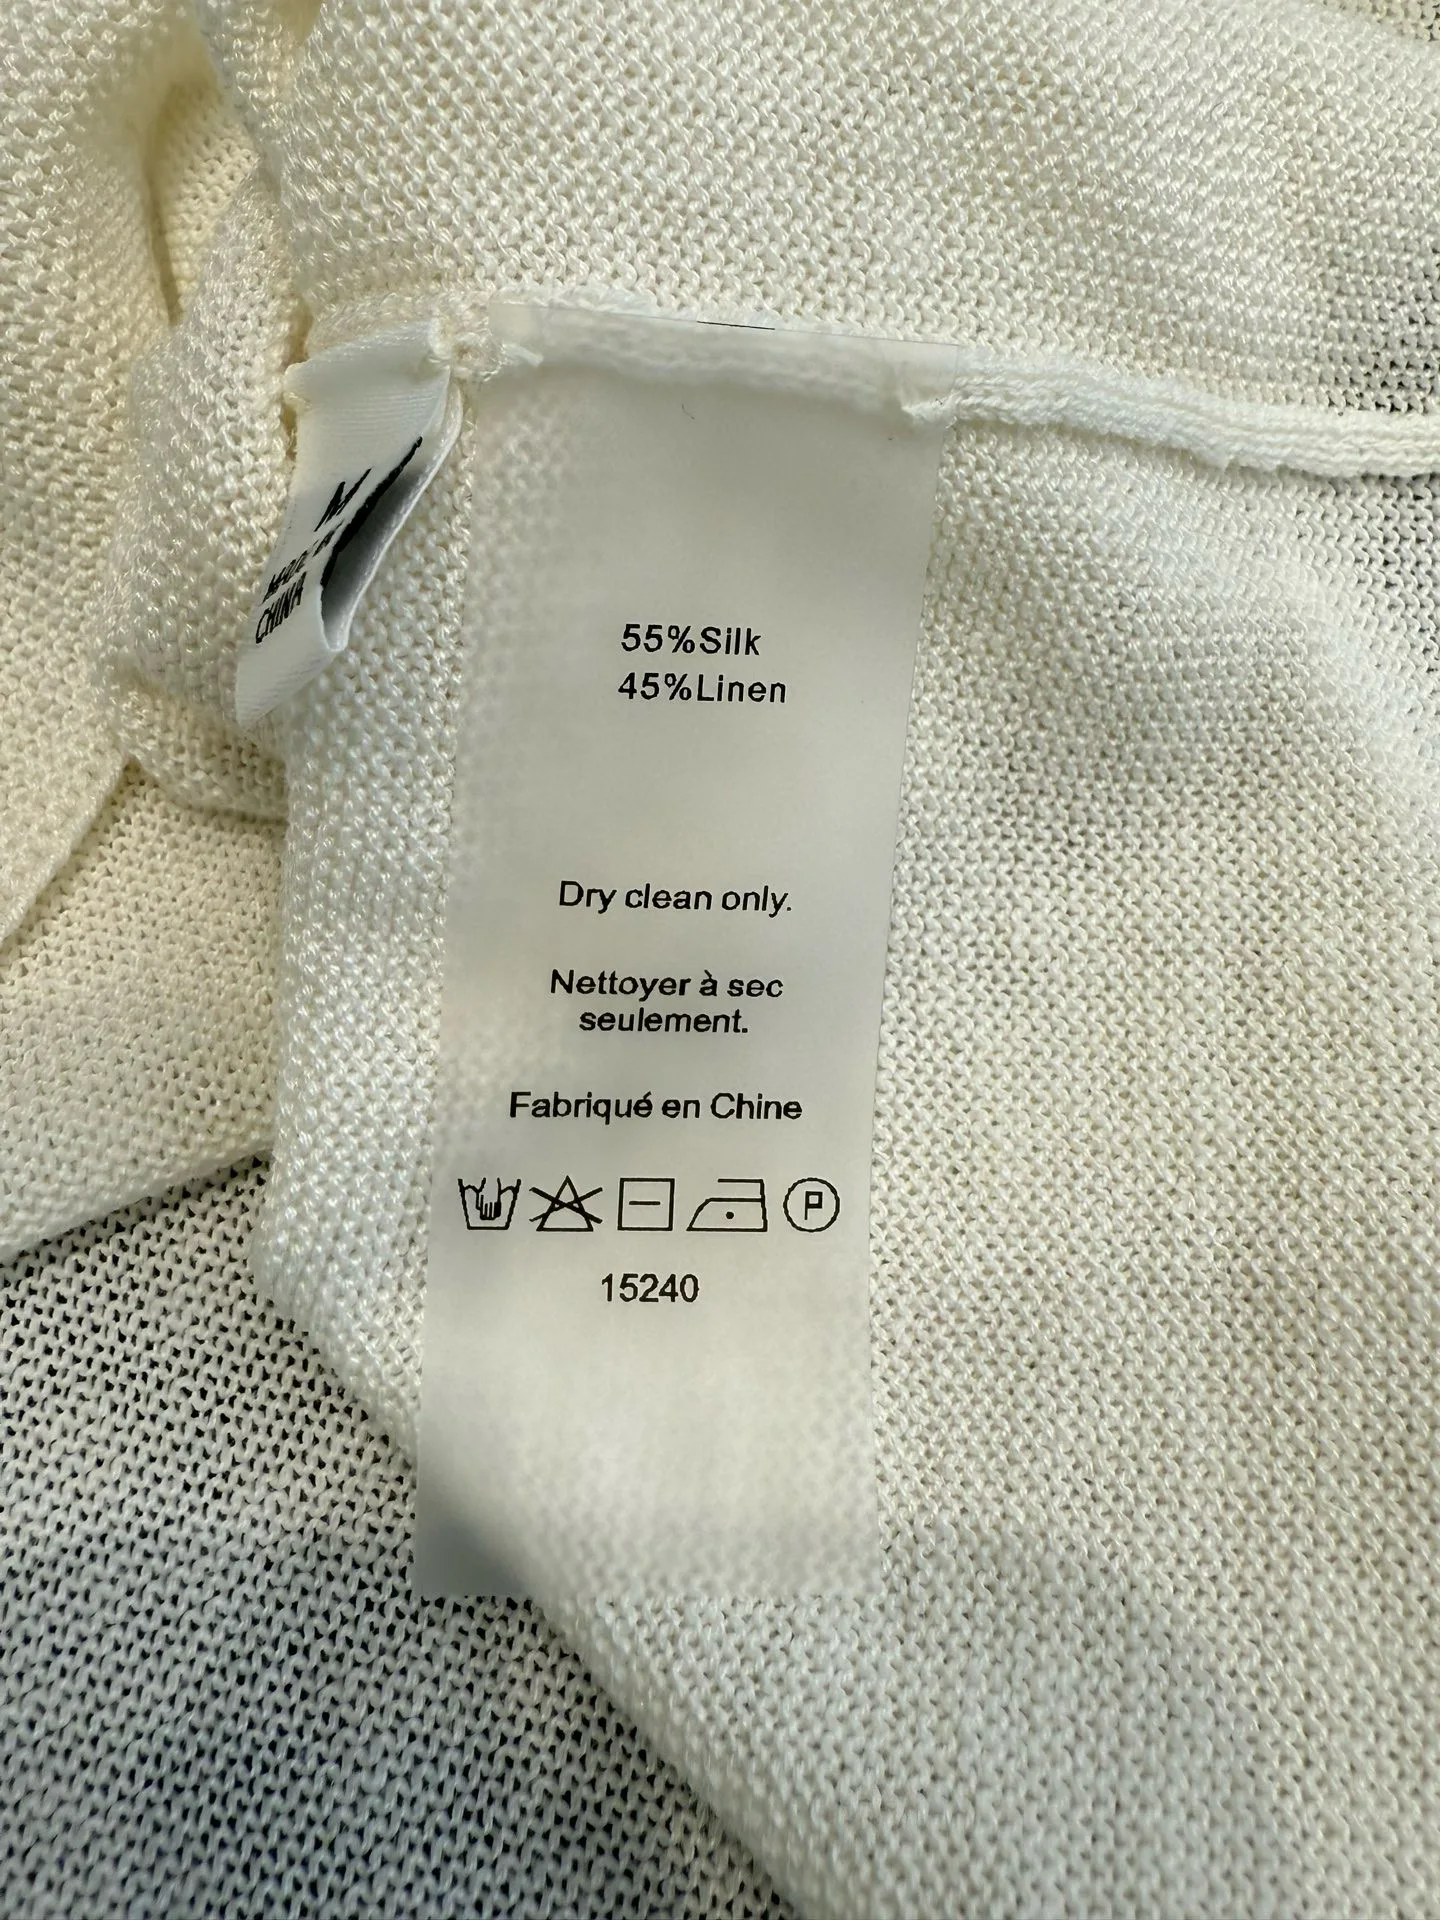 M
MADE IN
CHINA
55%Silk
45%Linen
Dry clean only.
Nettoyer à sec
seulement.
Fabriqué en Chine
P
15240